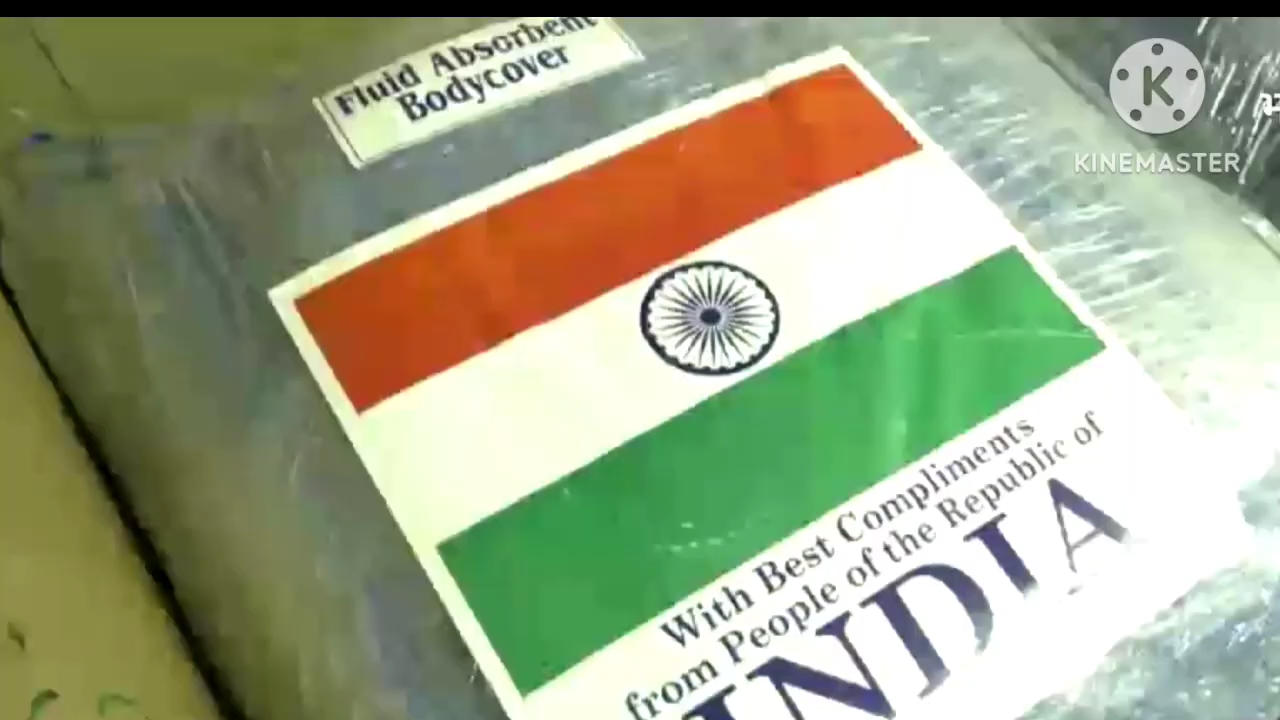 Fluid Absorbent
Bodycover
K
KINEMASTER
With Best Compliments
from People of the Republic of
INDIA